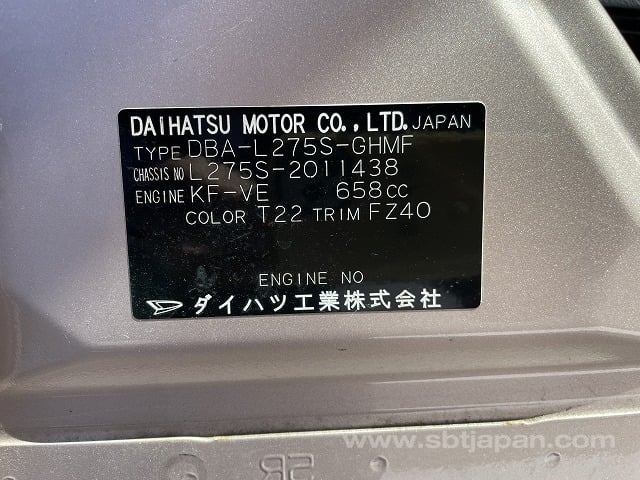 DAIHATSU MOTOR CO.,LTD. JAPAN
TYPE DBA-L275S-GHMF
CHASSIS NO L275S-2011438
ENGINE KF-VE 658CC
COLOR T22 TRIM FZ40
ENGINE NO
ダイハツ工業株式会社
www.sbtjapan.com